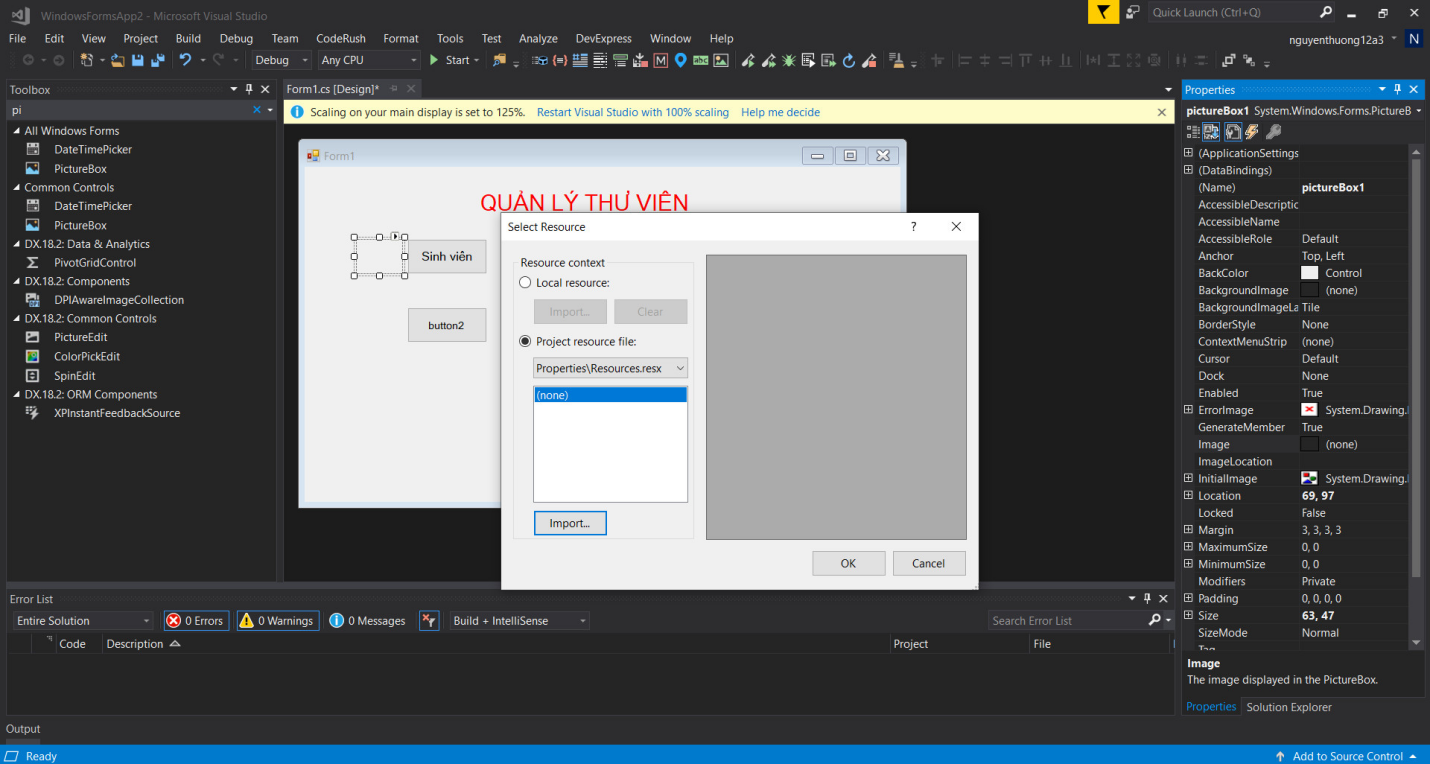 WindowsFormsApp2 - Microsoft Visual Studio
Quick Launch (Ctrl+Q)
File Edit View Project Build Debug Team CodeRush Format Tools Test Analyze DevExpress Window Help
nguyenthuong12a3 N
Debug Any CPU Start
Toolbox
pi
All Windows Forms
DateTimePicker
PictureBox
Common Controls
DateTimePicker
PictureBox
DX.18.2: Data & Analytics
PivotGridControl
DX.18.2: Components
DPIAwareImageCollection
DX.18.2: Common Controls
PictureEdit
ColorPickEdit
SpinEdit
DX.18.2: ORM Components
XPInstantFeedbackSource
Form1.cs [Design]*
Scaling on your main display is set to 125%. Restart Visual Studio with 100% scaling Help me decide
Form1
QUẢN LÝ THƯ VIÊN
Sinh viên
button2
Select Resource
?
Resource context
Local resource:
Import... Clear
Project resource file:
Properties\Resources.resx
(none)
Import...
OK Cancel
Properties
pictureBox1 System.Windows.Forms.PictureB
(ApplicationSettings
(DataBindings)
(Name) pictureBox1
AccessibleDescriptic
AccessibleName
AccessibleRole Default
Anchor Top, Left
BackColor Control
BackgroundImage (none)
BackgroundImageLa Tile
BorderStyle None
ContextMenuStrip (none)
Cursor Default
Dock None
Enabled True
ErrorImage System.Drawing.
GenerateMember True
Image (none)
ImageLocation
InitialImage System.Drawing.
Location 69, 97
Locked False
Margin 3, 3, 3, 3
MaximumSize 0, 0
MinimumSize 0, 0
Modifiers Private
Padding 0, 0, 0, 0
Size 63, 47
SizeMode Normal
Tag
Image
The image displayed in the PictureBox.
Properties Solution Explorer
Error List
Entire Solution 0 Errors 0 Warnings 0 Messages Build + IntelliSense Search Error List
Code Description Project File
Output
Ready Add to Source Control